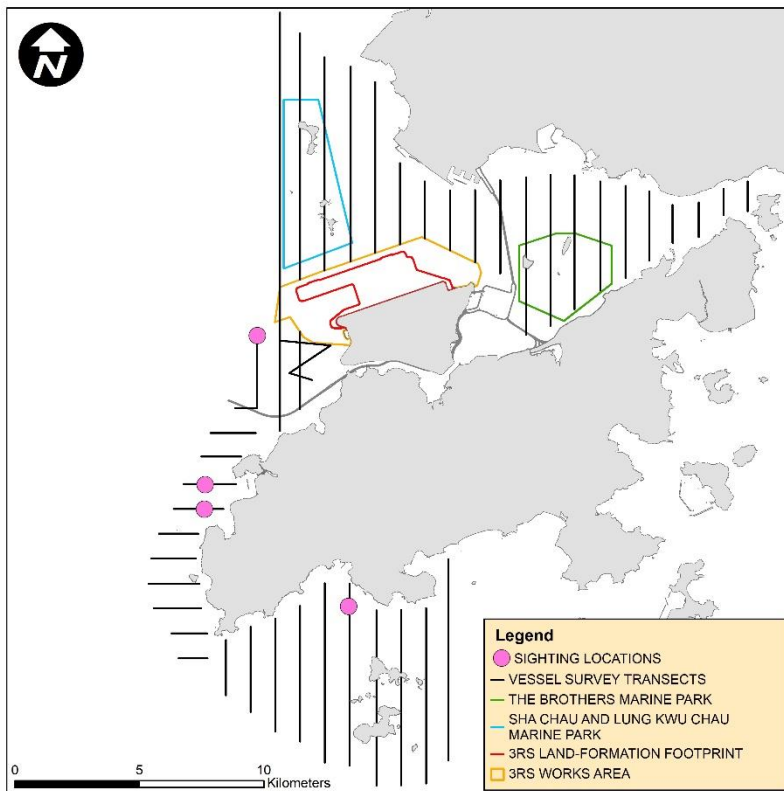 N
Legend
SIGHTING LOCATIONS
VESSEL SURVEY TRANSECTS
THE BROTHERS MARINE PARK
SHA CHAU AND LUNG KWU CHAU
MARINE PARK
3RS LAND-FORMATION FOOTPRINT
3RS WORKS AREA
0 5 10
Kilometers